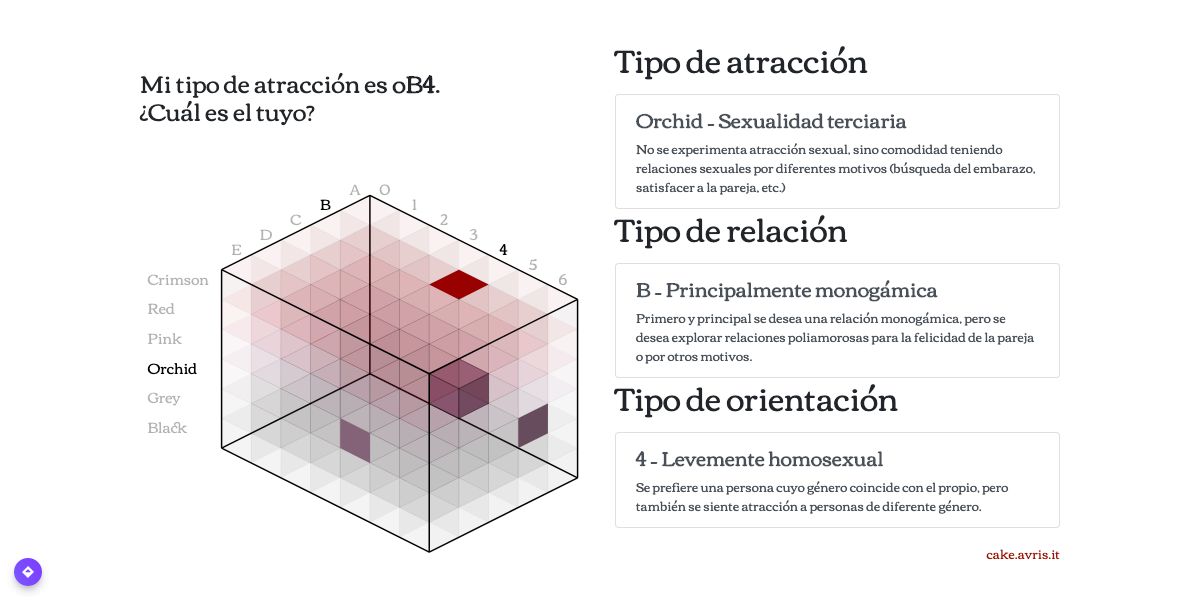 Mi tipo de atracción es oB4.
¿Cuál es el tuyo?
A
B
C
D
E
0
1
2
3
4
5
6
Crimson
Red
Pink
Orchid
Grey
Black
Tipo de atracción
Orchid - Sexualidad terciaria
No se experimenta atracción sexual, sino comodidad teniendo
relaciones sexuales por diferentes motivos (búsqueda del embarazo,
satisfacer a la pareja, etc.)
Tipo de relación
B - Principalmente monogámica
Primero y principal se desea una relación monogámica, pero se
desea explorar relaciones poliamorosas para la felicidad de la pareja
o por otros motivos.
Tipo de orientación
4 - Levemente homosexual
Se prefiere una persona cuyo género coincide con el propio, pero
también se siente atracción a personas de diferente género.
cake.avris.it